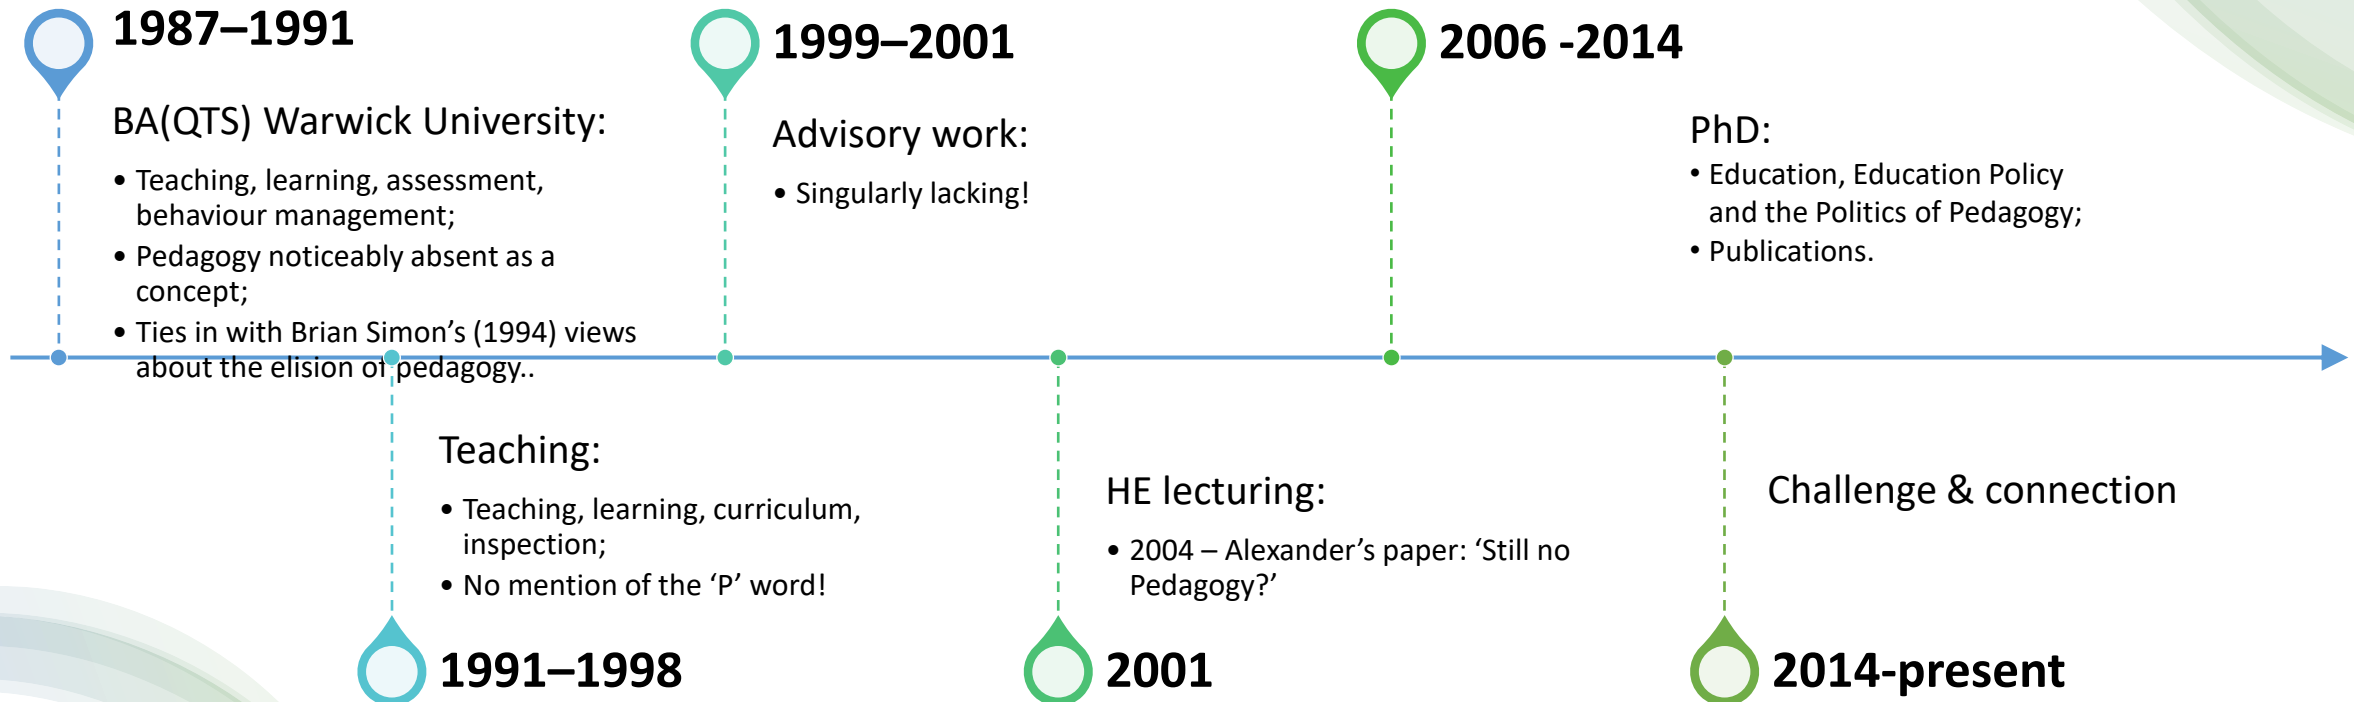 1987–1991
BA(QTS) Warwick University:
• Teaching, learning, assessment,
behaviour management;
• Pedagogy noticeably absent as a
concept;
• Ties in with Brian Simon’s (1994) views
about the elision of pedagogy..
Teaching:
• Teaching, learning, curriculum,
inspection;
• No mention of the ‘P’ word!
1991–1998
1999–2001
Advisory work:
• Singularly lacking!
HE lecturing:
• 2004 – Alexander’s paper: ‘Still no
Pedagogy?’
2001
2006 -2014
PhD:
• Education, Education Policy
and the Politics of Pedagogy;
• Publications.
Challenge & connection
2014-present